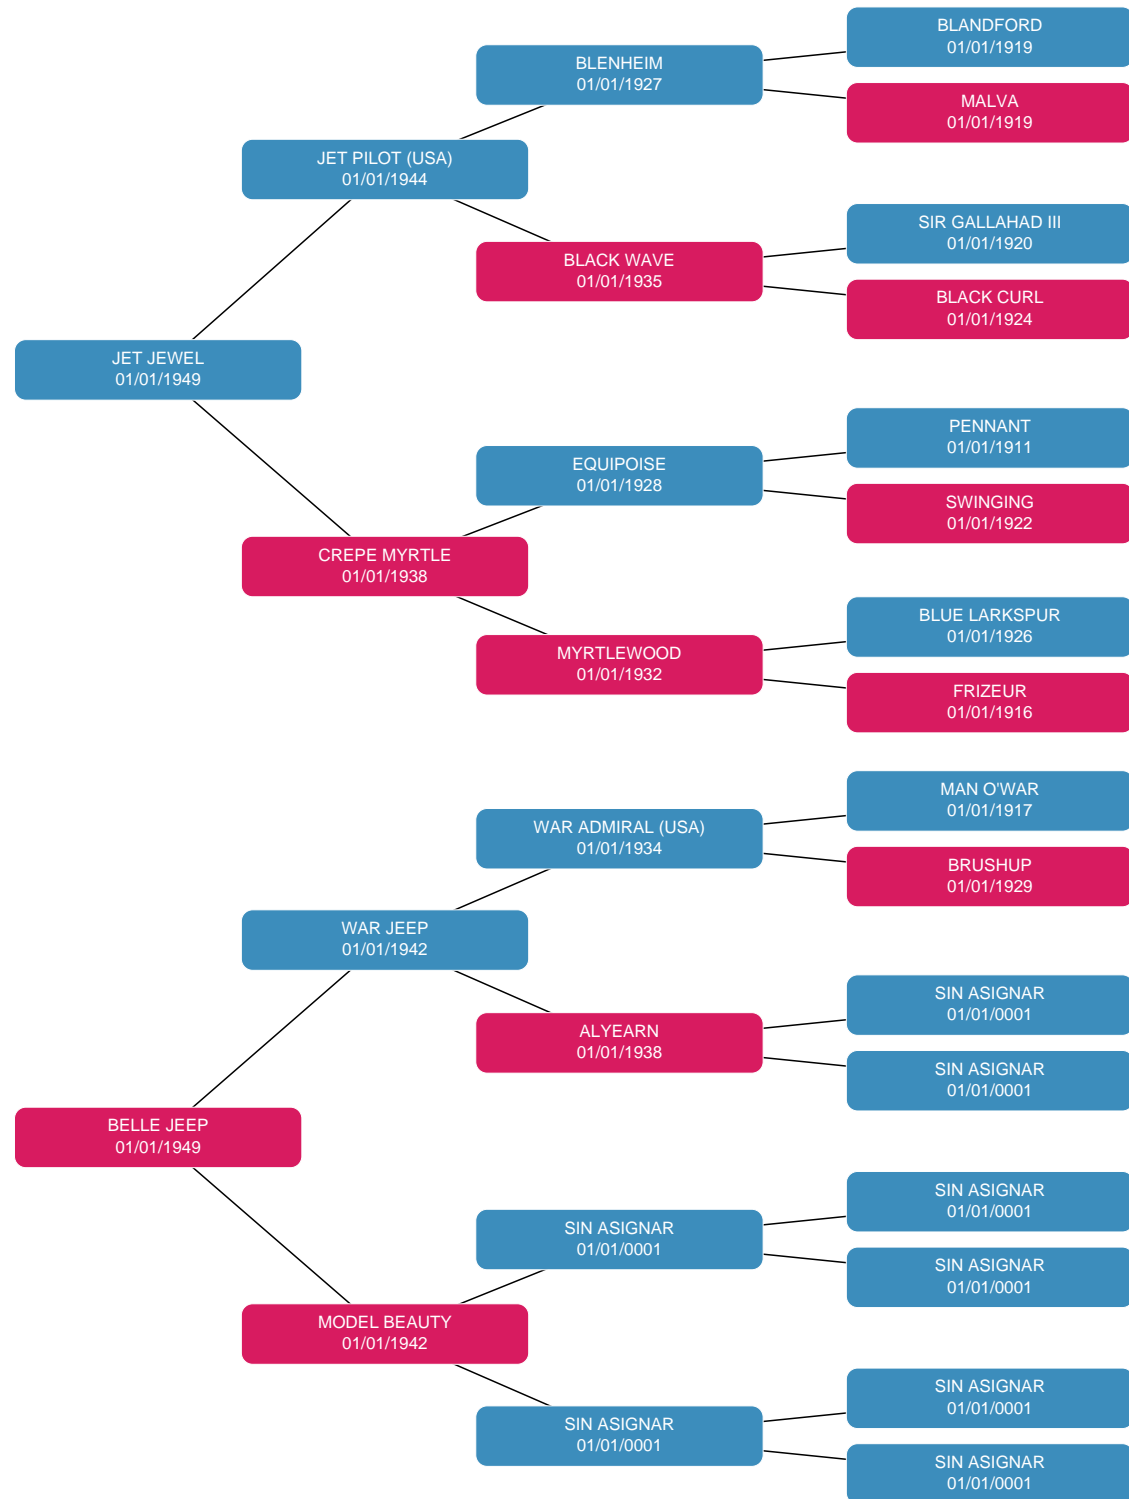 BLANDFORD
01/01/1919
BLENHEIM
01/01/1927
MALVA
01/01/1919
JET PILOT (USA)
01/01/1944
SIR GALLAHAD III
01/01/1920
BLACK WAVE
01/01/1935
BLACK CURL
01/01/1924
JET JEWEL
01/01/1949
PENNANT
01/01/1911
EQUIPOISE
01/01/1928
SWINGING
01/01/1922
CREPE MYRTLE
01/01/1938
BLUE LARKSPUR
01/01/1926
MYRTLEWOOD
01/01/1932
FRIZEUR
01/01/1916
MAN O'WAR
01/01/1917
WAR ADMIRAL (USA)
01/01/1934
BRUSHUP
01/01/1929
WAR JEEP
01/01/1942
SIN ASIGNAR
01/01/0001
ALYEARN
01/01/1938
SIN ASIGNAR
01/01/0001
BELLE JEEP
01/01/1949
SIN ASIGNAR
01/01/0001
SIN ASIGNAR
01/01/0001
SIN ASIGNAR
01/01/0001
MODEL BEAUTY
01/01/1942
SIN ASIGNAR
01/01/0001
SIN ASIGNAR
01/01/0001
SIN ASIGNAR
01/01/0001